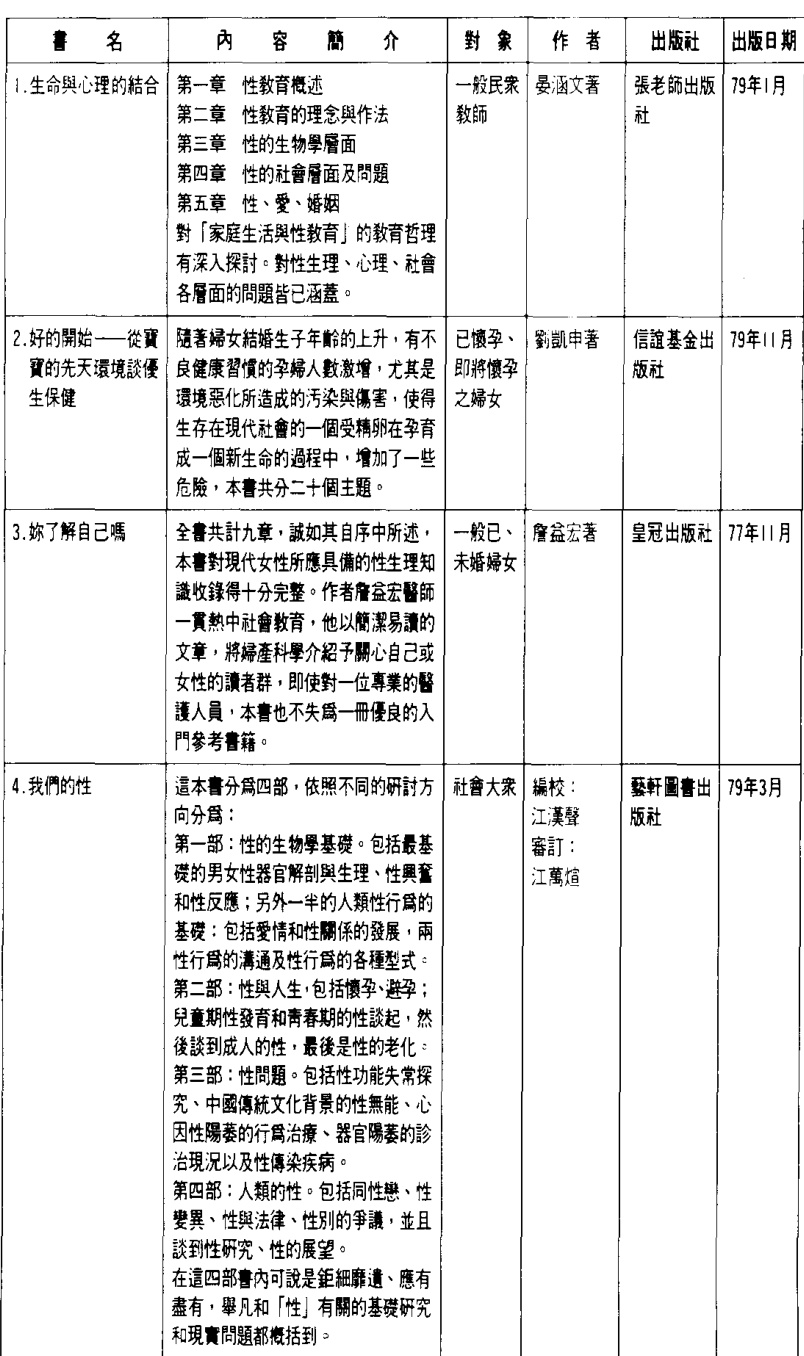 書名 內容簡介 對象 作者 出版社 出版日期
1.生命與心理的結合
第一章 性教育概述
第二章 性教育的理念與作法
第三章 性的生物學層面
第四章 性的社會層面及問題
第五章 性、愛、婚姻
對「家庭生活與性教育」的教育哲理
有深入探討。對性生理、心理、社會
各層面的問題皆已涵蓋。
一般民衆
教師
晏涵文著
張老師出版
社
79年1月
2.好的開始——從寶
寶的先天環境談優
生保健
隨著婦女結婚生子年齡的上升，有不
良健康習慣的孕婦人數激增，尤其是
環境惡化所造成的污染與傷害，使得
生存在現代社會的一個受精卵在孕育
成一個新生命的過程中，增加了一些
危險，本書共分二十個主題。
已懷孕、
即將懷孕
之婦女
劉凱申著
信誼基金出
版社
79年11月
3.妳了解自己嗎
全書共計九章，誠如其自序中所述，
本書對現代女性所應具備的性生理知
識收錄得十分完整。作者詹益宏醫師
一貫熱中社會教育，他以簡潔易讀的
文章，將婦產科學介紹予關心自己或
女性的讀者群，即使對一位專業的醫
護人員，本書也不失爲一冊優良的入
門參考書籍。
一般已、
未婚婦女
詹益宏著
皇冠出版社
77年11月
4.我們的性
這本書分爲四部，依照不同的研討方
向分爲：
第一部：性的生物學基礎。包括最基
礎的男女性器官解剖與生理、性興奮
和性反應；另外一半的人類性行爲的
基礎：包括愛情和性關係的發展，兩
性行爲的溝通及性行爲的各種型式。
第二部：性與人生，包括懷孕、避孕；
兒童期性發育和青春期的性談起，然
後談到成人的性，最後是性的老化。
第三部：性問題。包括性功能失常探
究、中國傳統文化背景的性無能、心
因性陽萎的行爲治療、器官陽萎的診
治現況以及性傳染疾病。
第四部：人類的性。包括同性戀、性
變異、性與法律、性別的爭議，並且
談到性研究、性的展望。
在這四部書內可說是鉅細靡遺、應有
盡有，舉凡和「性」有關的基礎研究
和現實問題都概括到。
社會大衆
編校：
江漢聲
審訂：
江萬煊
藝軒圖書出
版社
79年3月